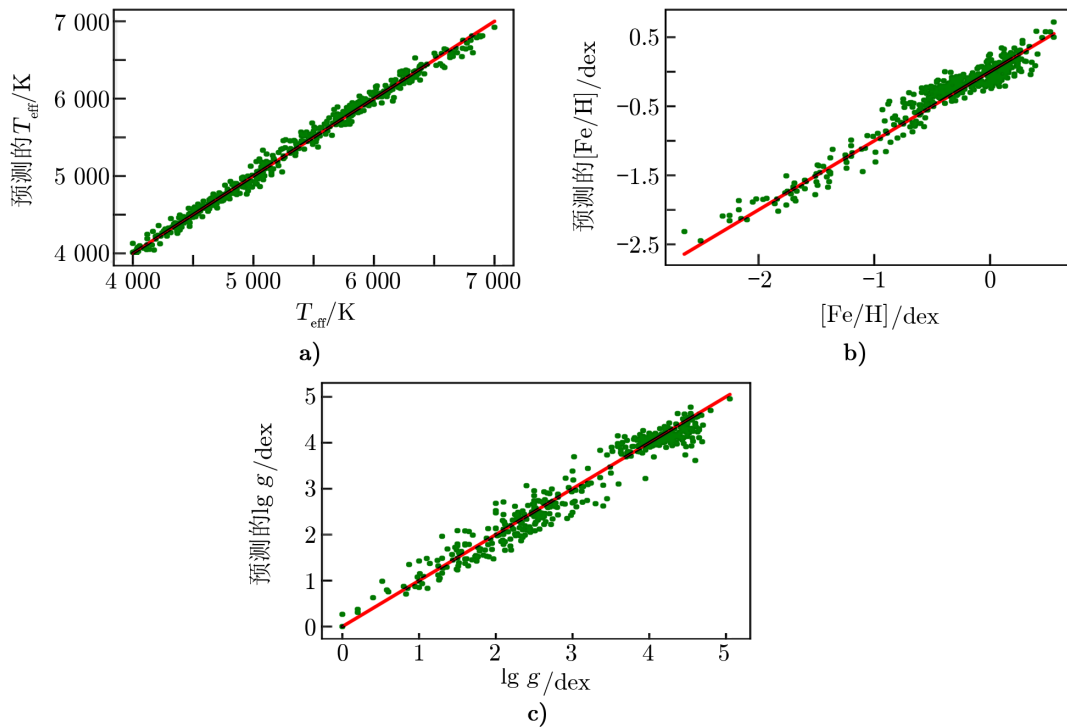 预测的T_eff/K
7 000
6 000
5 000
4 000
4 000 5 000 6 000 7 000
T_eff/K
a)
预测的[Fe/H]/dex
0.5
−0.5
−1.5
−2.5
−2 −1 0
[Fe/H]/dex
b)
预测的lg g/dex
5
4
3
2
1
0
0 1 2 3 4 5
lg g/dex
c)